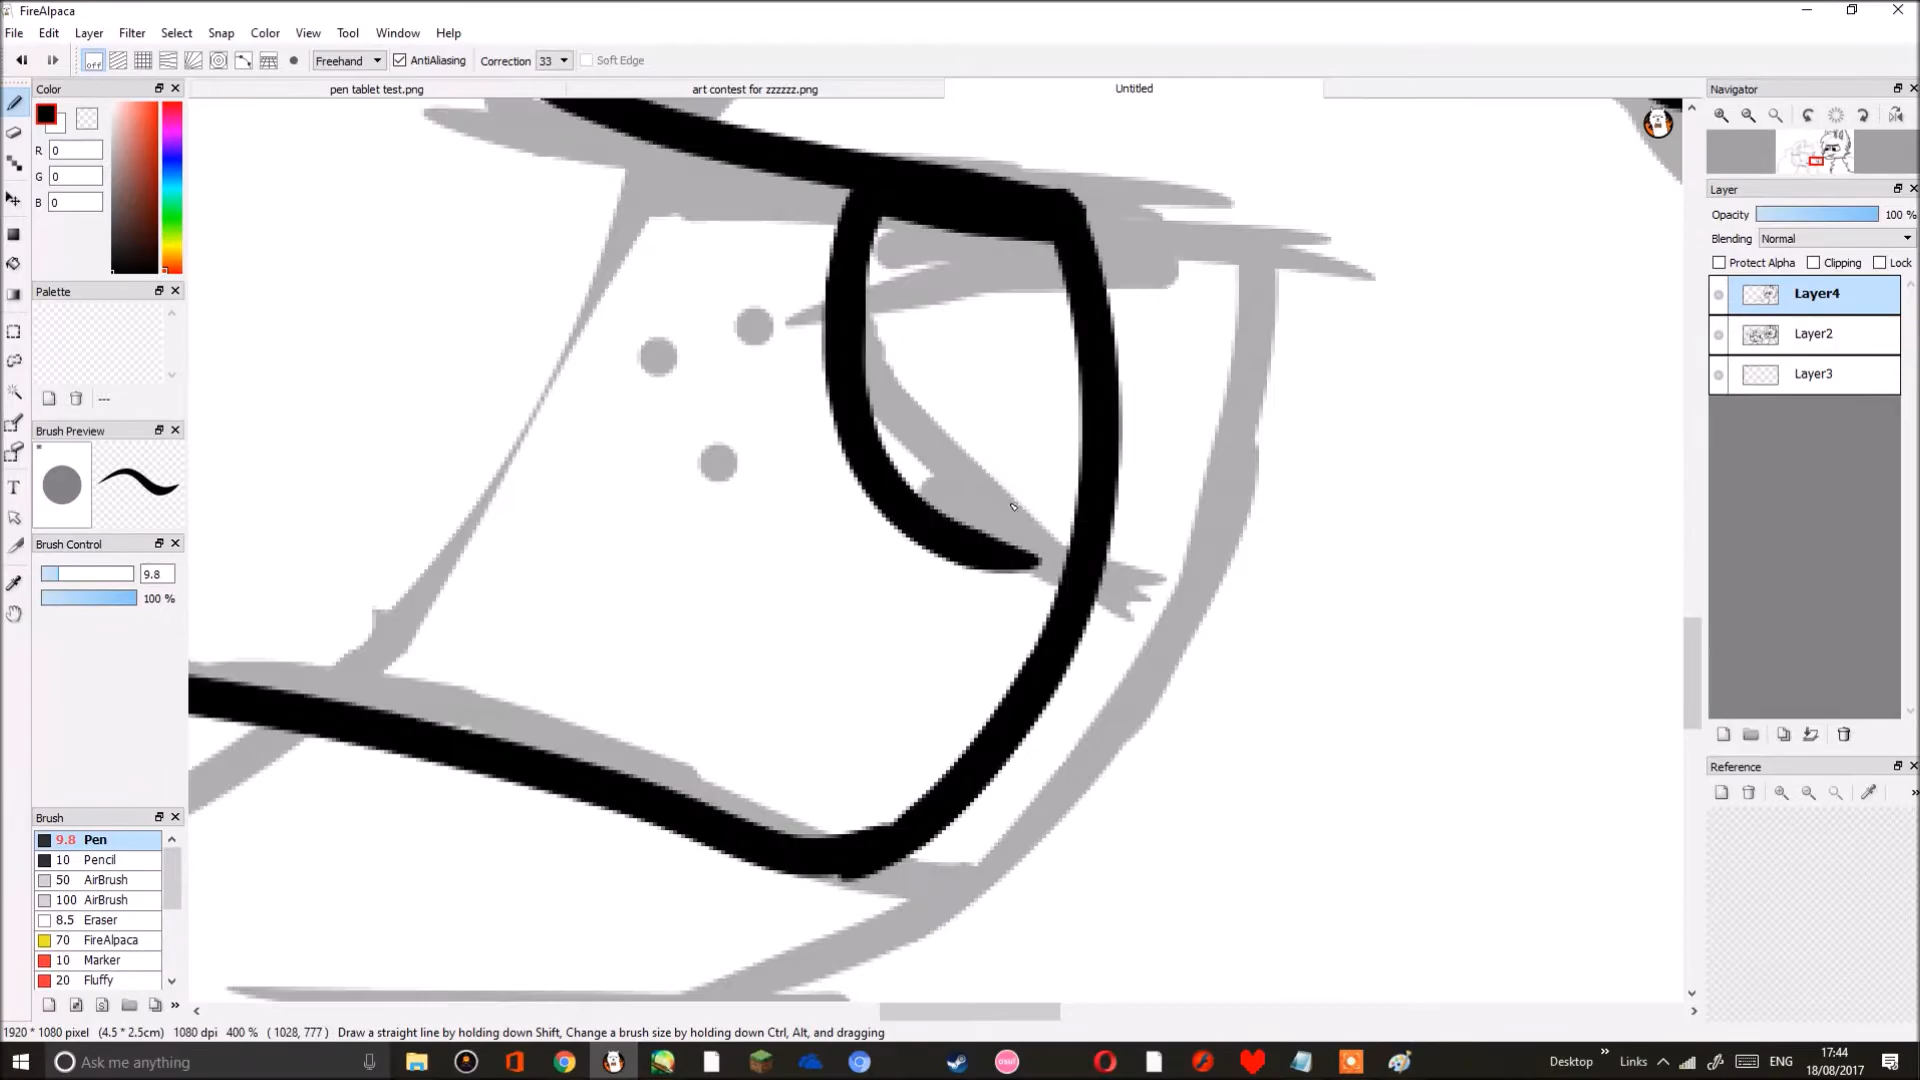 FireAlpaca
File Edit Layer Filter Select Snap Color View Tool Window Help
off Freehand AntiAliasing Correction 33 Soft Edge
Color
pen tablet test.png
art contest for zzzzzz.png
Untitled
Navigator
R 0
G 0
B 0
Layer
Opacity 100 %
Blending Normal
Protect Alpha Clipping Lock
Palette
Layer4
Layer2
Layer3
---
Brush Preview
Brush Control
9.8
100 %
Reference
Brush
9.8 Pen
10 Pencil
50 AirBrush
100 AirBrush
8.5 Eraser
70 FireAlpaca
10 Marker
20 Fluffy
1920 * 1080 pixel (4.5 * 2.5cm) 1080 dpi 400 % ( 1028, 777 ) Draw a straight line by holding down Shift, Change a brush size by holding down Ctrl, Alt, and dragging
Ask me anything
Desktop
Links
ENG
17:44
18/08/2017